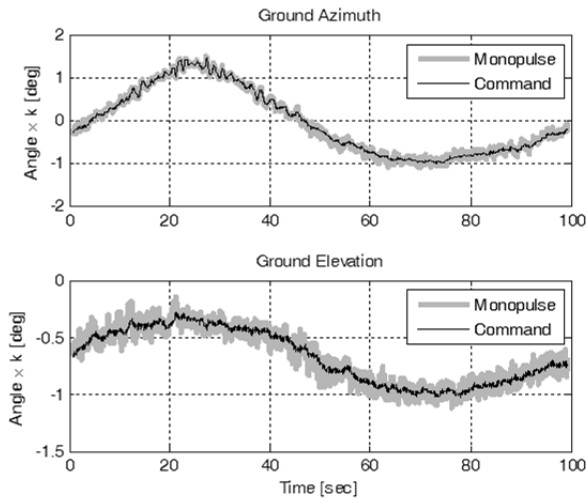 Ground Azimuth
2
1
0
-1
-2
Angle × k [deg]
Monopulse
Command
0
20
40
60
80
100
Ground Elevation
0
-0.5
-1
-1.5
Angle × k [deg]
Monopulse
Command
0
20
40
60
80
100
Time [sec]